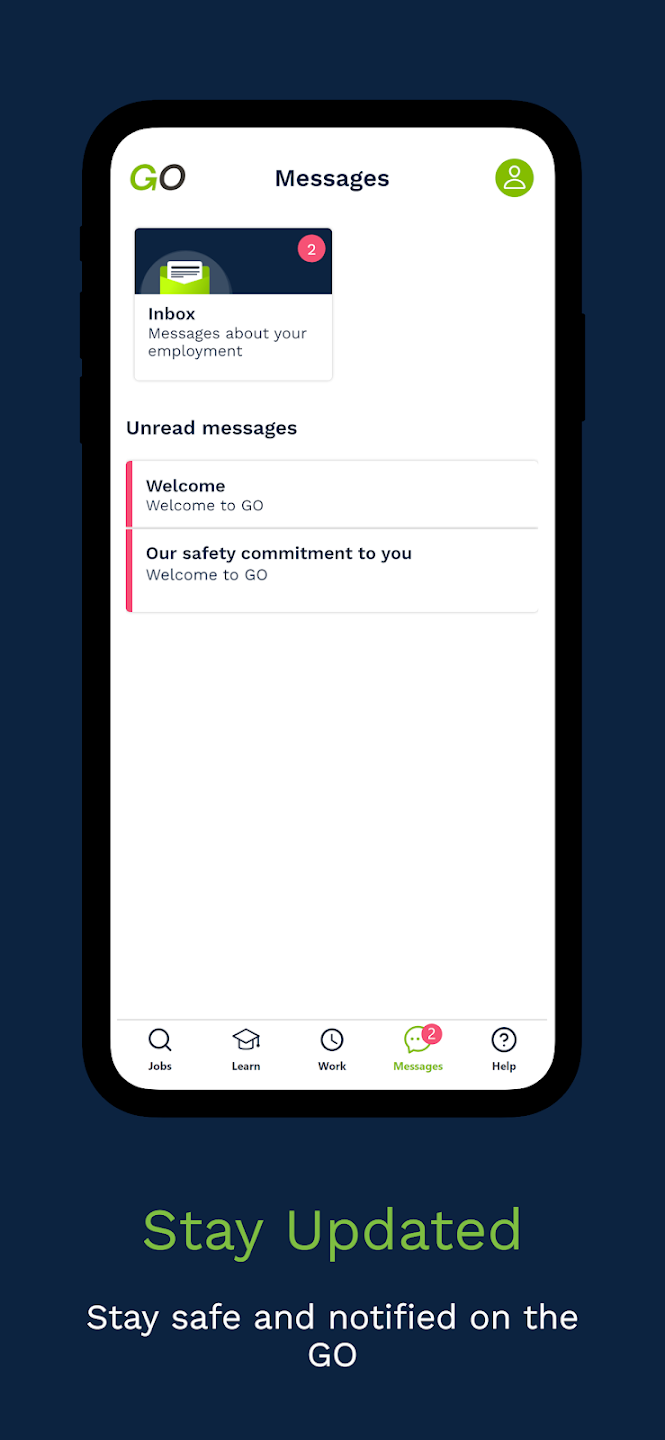 GO
Messages
2
Inbox
Messages about your
employment
Unread messages
Welcome
Welcome to GO
Our safety commitment to you
Welcome to GO
2
Jobs
Learn
Work
Messages
Help
Stay Updated
Stay safe and notified on the
GO